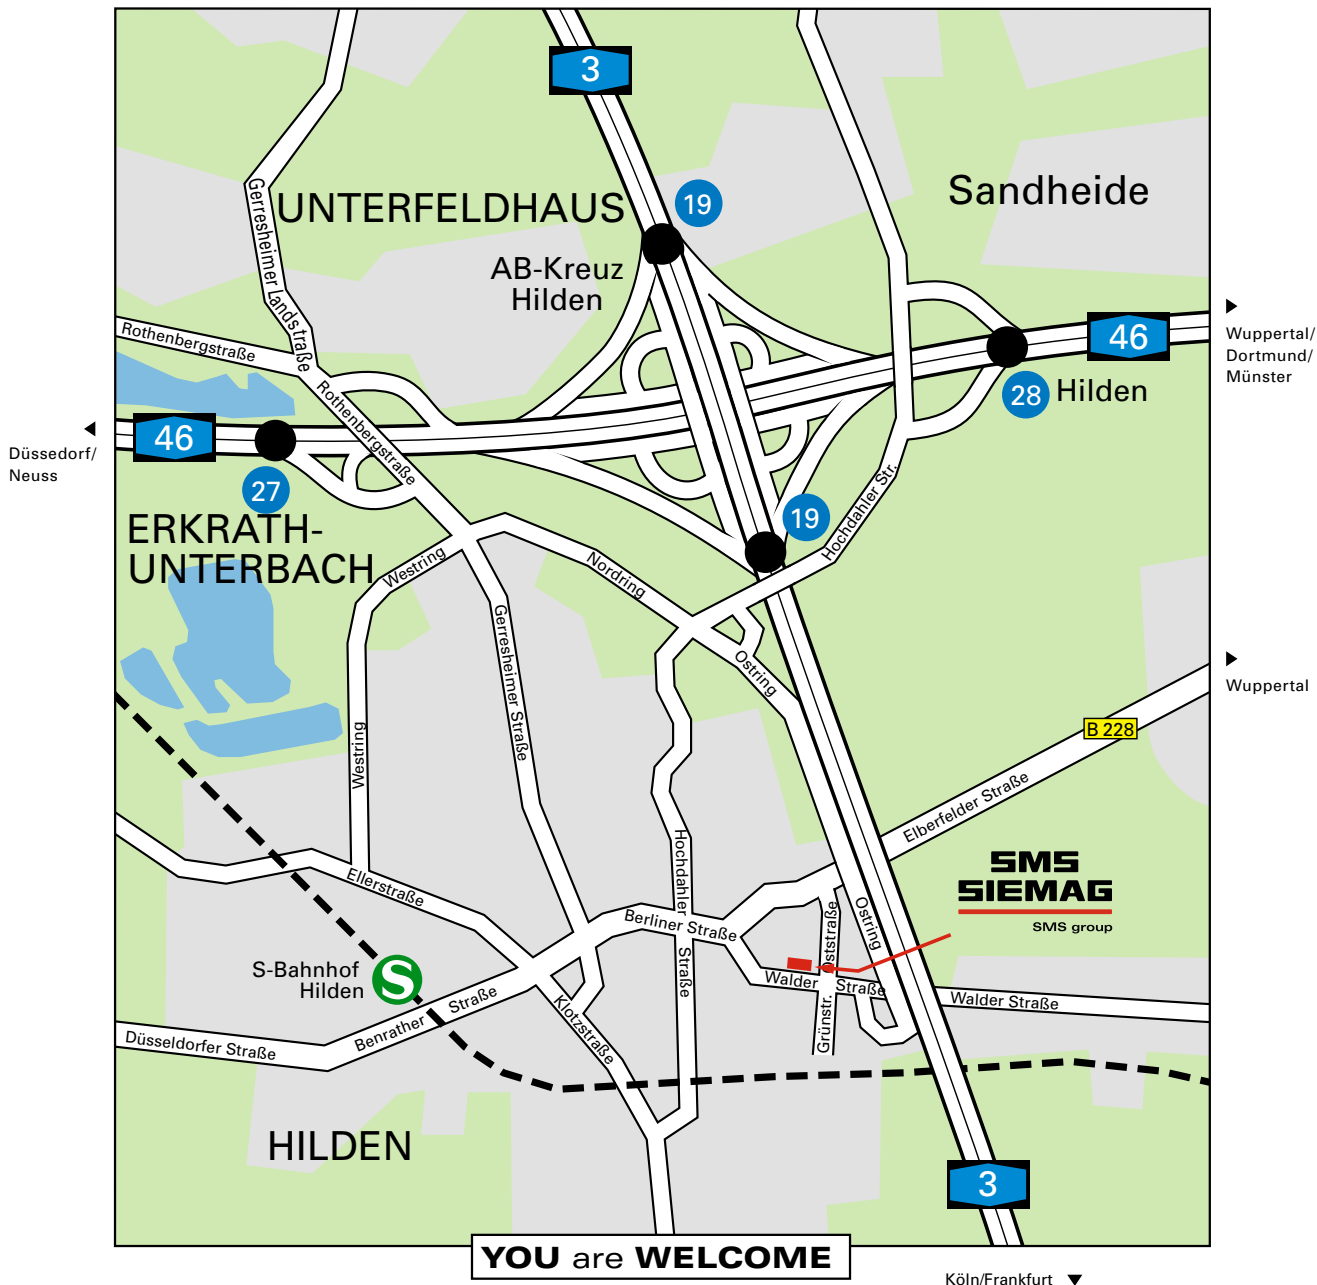 3
19
UNTERFELDHAUS
Sandheide
AB-Kreuz
Hilden
Gerresheimer Landstraße
Rothenbergstraße
46
Wuppertal/
Dortmund/
Münster
28
Hilden
Rothenbergstraße
46
Düssedorf/
Neuss
27
19
ERKRATH-
UNTERBACH
Hochdahler Str.
Westring
Nordring
Gerresheimer Straße
Ostring
Wuppertal
B 228
Westring
Elberfelder Straße
Hochdahler
Straße
Ellerstraße
Berliner Straße
SMS
SIEMAG
SMS group
Ostring
Oststraße
S-Bahnhof
Hilden
S
Walder Straße
Walder Straße
Benrather Straße
Klotzstraße
Grünstr.
Düsseldorfer Straße
HILDEN
3
YOU are WELCOME
Köln/Frankfurt